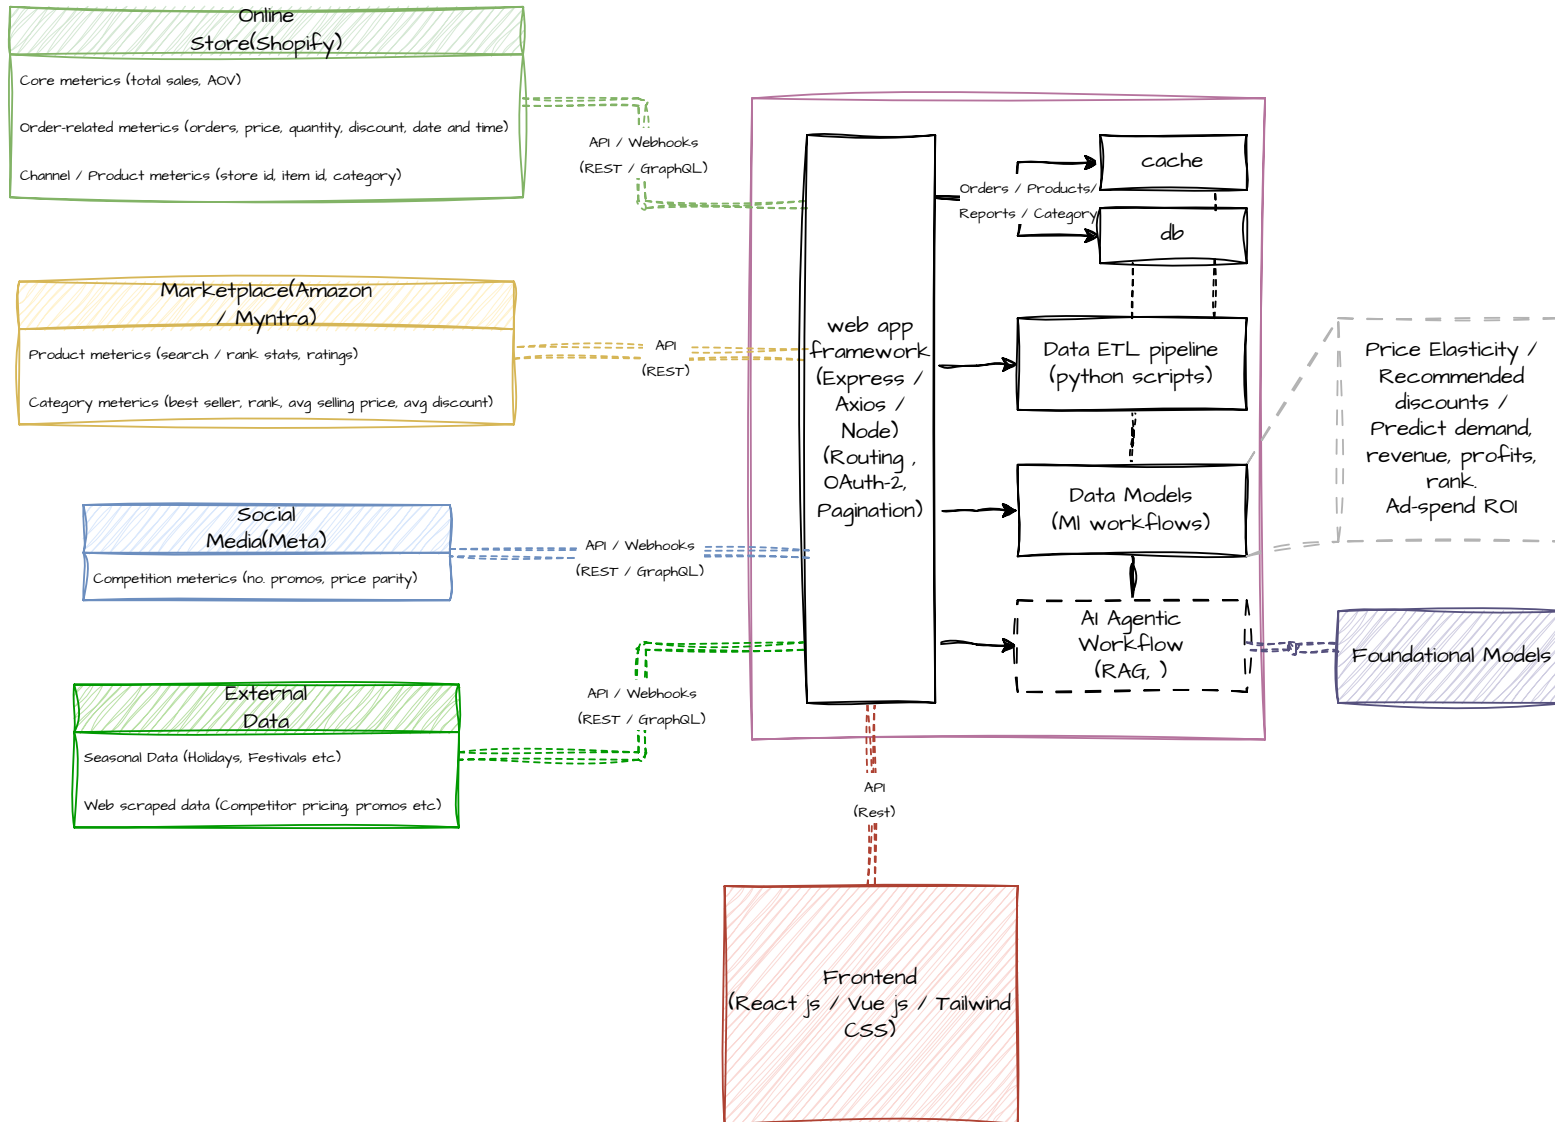 Online
Store(Shopify)
Core meterics (total sales, AOV)
Order-related meterics (orders, price, quantity, discount, date and time)
Channel / Product meterics (store id, item id, category)
API / Webhooks
(REST / GraphQL)
Marketplace(Amazon
/ Myntra)
Product metrics (search / rank stats, ratings)
Category metrics (best seller, rank, avg selling price, avg discount)
API
(REST)
Social
Media(Meta)
Competition metrics (no. promos, price parity)
API / Webhooks
(REST / GraphQL)
External
Data
Seasonal Data (Holidays, Festivals etc)
Web scraped data (Competitor pricing, promos etc)
API / Webhooks
(REST / GraphQL)
web app
framework
(Express /
Axios /
Node)
(Routing ,
OAuth-2,
Pagination)
Orders / Products/
Reports / Category
cache
db
Data ETL pipeline
(python scripts)
Data Models
(Ml workflows)
AI Agentic
Workflow
(RAG, )
Price Elasticity /
Recommended
discounts /
Predict demand,
revenue, profits,
rank.
Ad-spend ROI
Foundational Models
API
(Rest)
Frontend
(React js / Vue js / Tailwind
CSS)